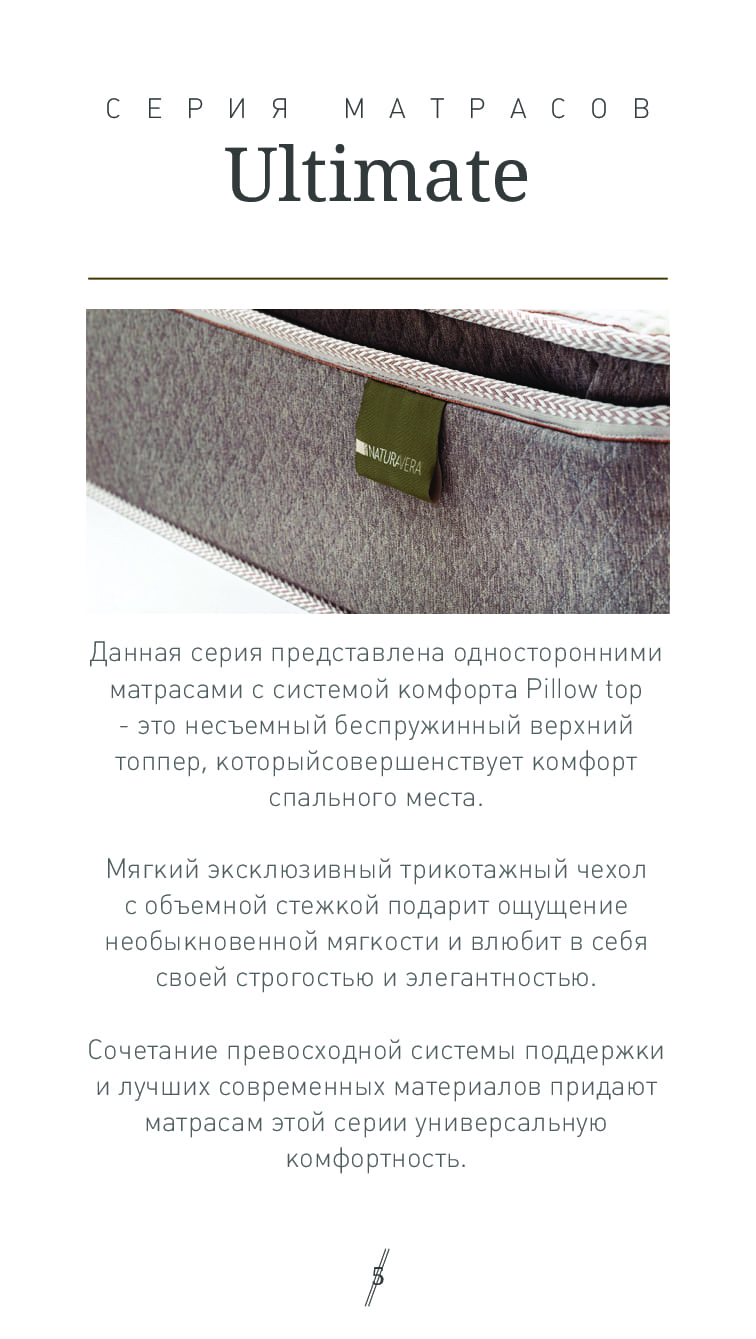 СЕРИЯ МАТРАСОВ
Ultimate
NATURAVERA
Данная серия представлена односторонними
матрасами с системой комфорта Pillow top
- это несъемный беспружинный верхний
топпер, которыйсовершенствует комфорт
спального места.
Мягкий эксклюзивный трикотажный чехол
с объемной стежкой подарит ощущение
необыкновенной мягкости и влюбит в себя
своей строгостью и элегантностью.
Сочетание превосходной системы поддержки
и лучших современных материалов придают
матрасам этой серии универсальную
комфортность.
5